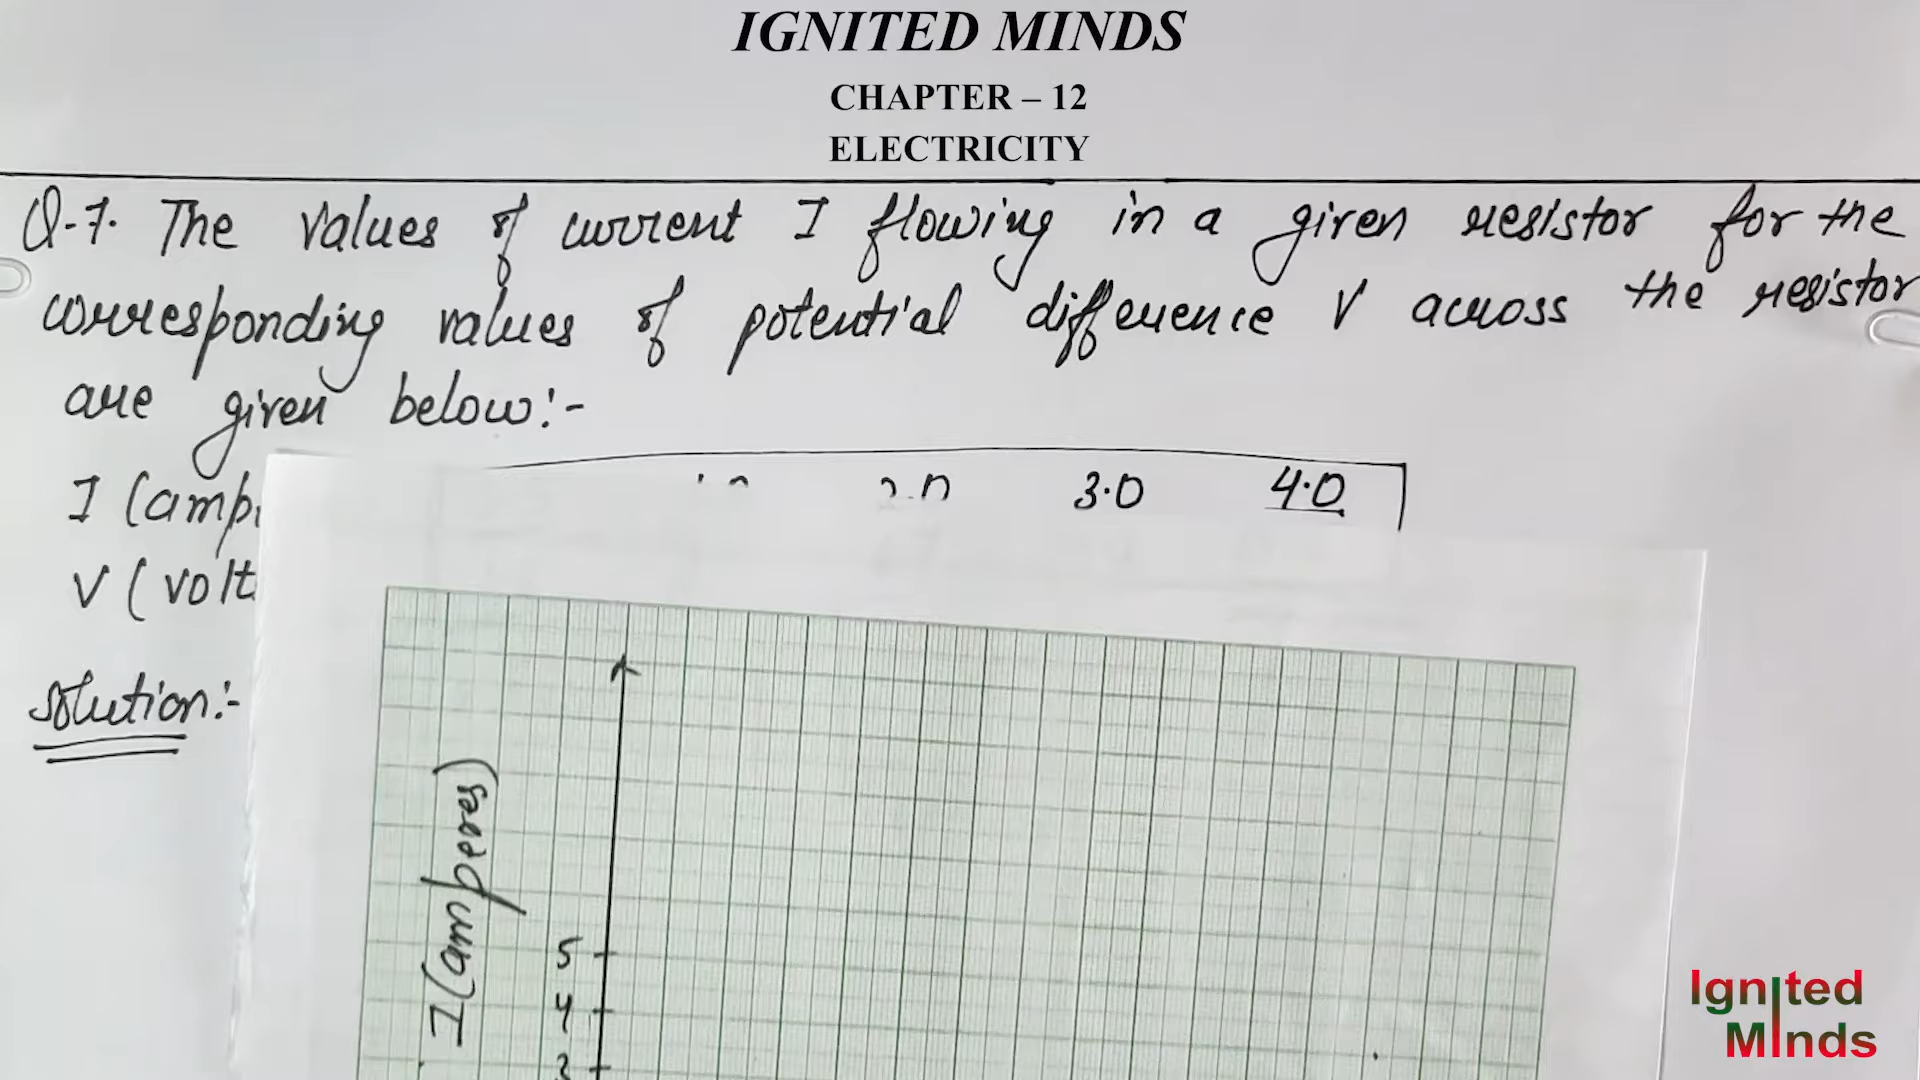 IGNITED MINDS
CHAPTER – 12
ELECTRICITY
Q-7. The values of current I flowing in a given resistor for the
corresponding values of potential difference V across the resistor
are given below:-
I (amp 3.0 4.0
V (volt
Solution:-
I (amperes)
5
4
3
Ignited
Minds